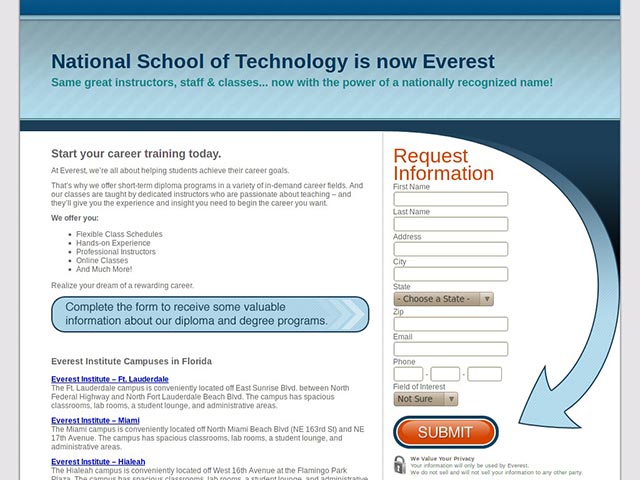 National School of Technology is now Everest
Same great instructors, staff & classes... now with the power of a nationally recognized name!
Start your career training today.
At Everest, we're all about helping students achieve their career goals.
That's why we offer short-term diploma programs in a variety of in-demand career fields. And
our classes are taught by dedicated instructors who are passionate about teaching – and
they'll give you the experience and insight you need to begin the career you want.
We offer you:
Flexible Class Schedules
Hands-on Experience
Professional Instructors
Online Classes
And Much More!
Realize your dream of a rewarding career.
Complete the form to receive some valuable
information about our diploma and degree programs.
Everest Institute Campuses in Florida
Everest Institute – Ft. Lauderdale
The Ft. Lauderdale campus is conveniently located off East Sunrise Blvd. between North
Federal Highway and North Fort Lauderdale Beach Blvd. The campus has spacious
classrooms, lab rooms, a student lounge, and administrative areas.
Everest Institute – Miami
The Miami campus is conveniently located off North Miami Beach Blvd (NE 163rd St) and NE
17th Avenue. The campus has spacious classrooms, lab rooms, a student lounge, and
administrative areas.
Everest Institute – Hialeah
The Hialeah campus is conveniently located off West 16th Avenue at the Flamingo Park
Plaza. The campus has spacious classrooms, lab rooms, a student lounge, and administrative
Request
Information
First Name
Last Name
Address
City
State
- Choose a State -
Zip
Email
Phone
- -
Field of Interest
Not Sure
SUBMIT
We Value Your Privacy
Your information will only be used by Everest.
We do not sell and will not sell your information to any other party.